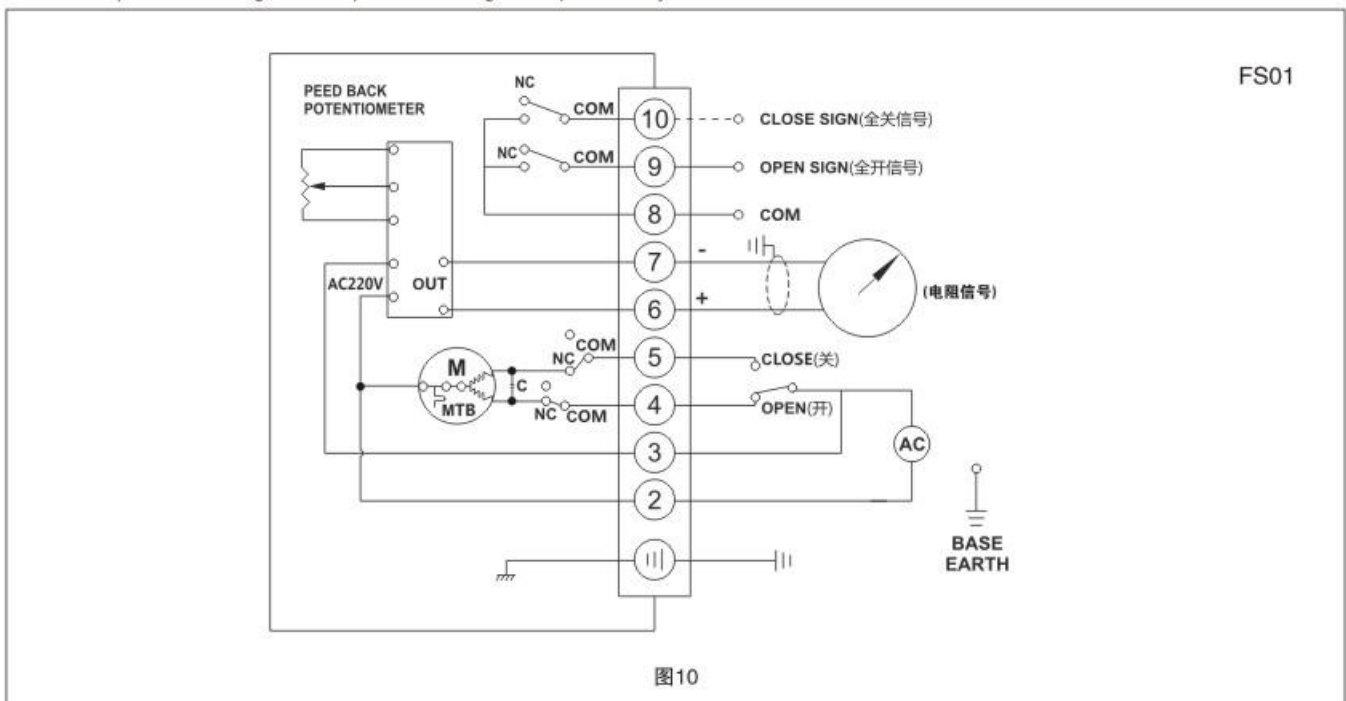 FS01
PEED BACK
POTENTIOMETER
NC
COM
10
CLOSE SIGN(全关信号)
NC
COM
9
OPEN SIGN(全开信号)
8
COM
7
-
AC220V
OUT
(电阻信号)
6
+
COM
NC
5
CLOSE(关)
M
C
MTB
NC
COM
4
OPEN(开)
3
AC
2
BASE
EARTH
图10